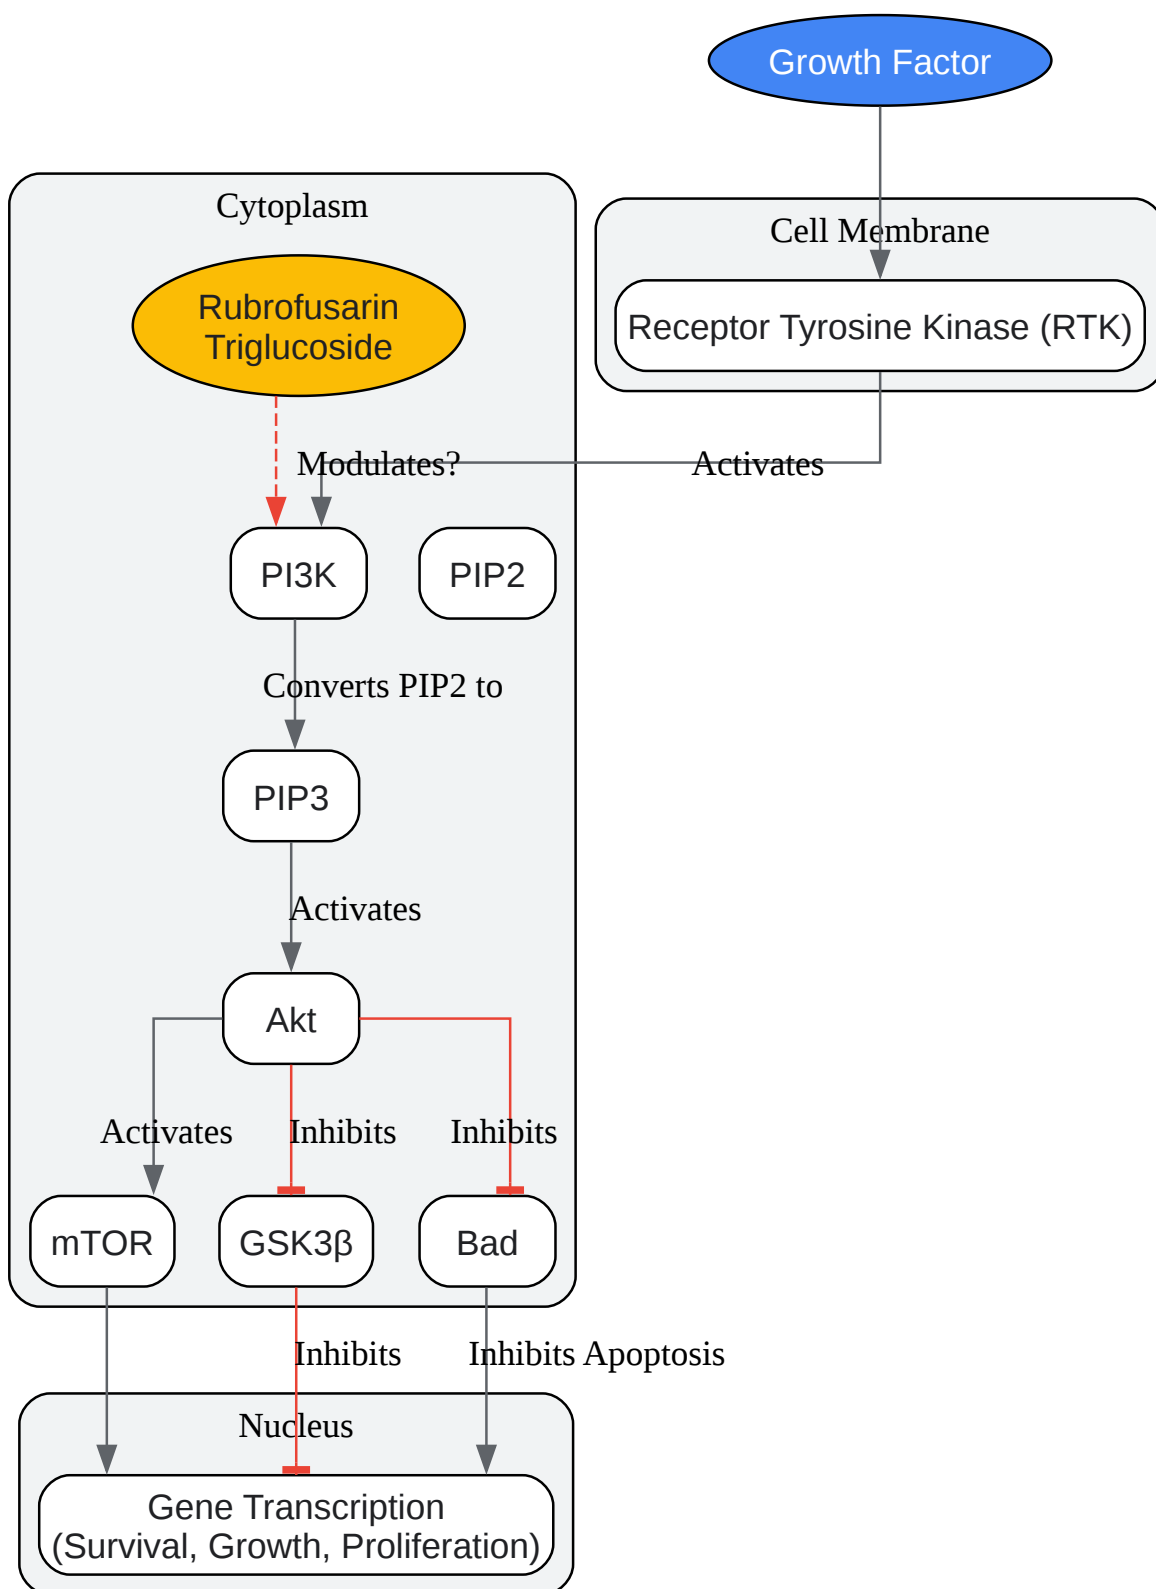 Growth Factor
Cytoplasm
Cell Membrane
Rubrofusarin
Triglucoside
Receptor Tyrosine Kinase (RTK)
Modulates?
Activates
PI3K
PIP2
Converts PIP2 to
PIP3
Activates
Akt
Activates
Inhibits
Inhibits
mTOR
GSK3β
Bad
Inhibits
Inhibits Apoptosis
Nucleus
Gene Transcription
(Survival, Growth, Proliferation)